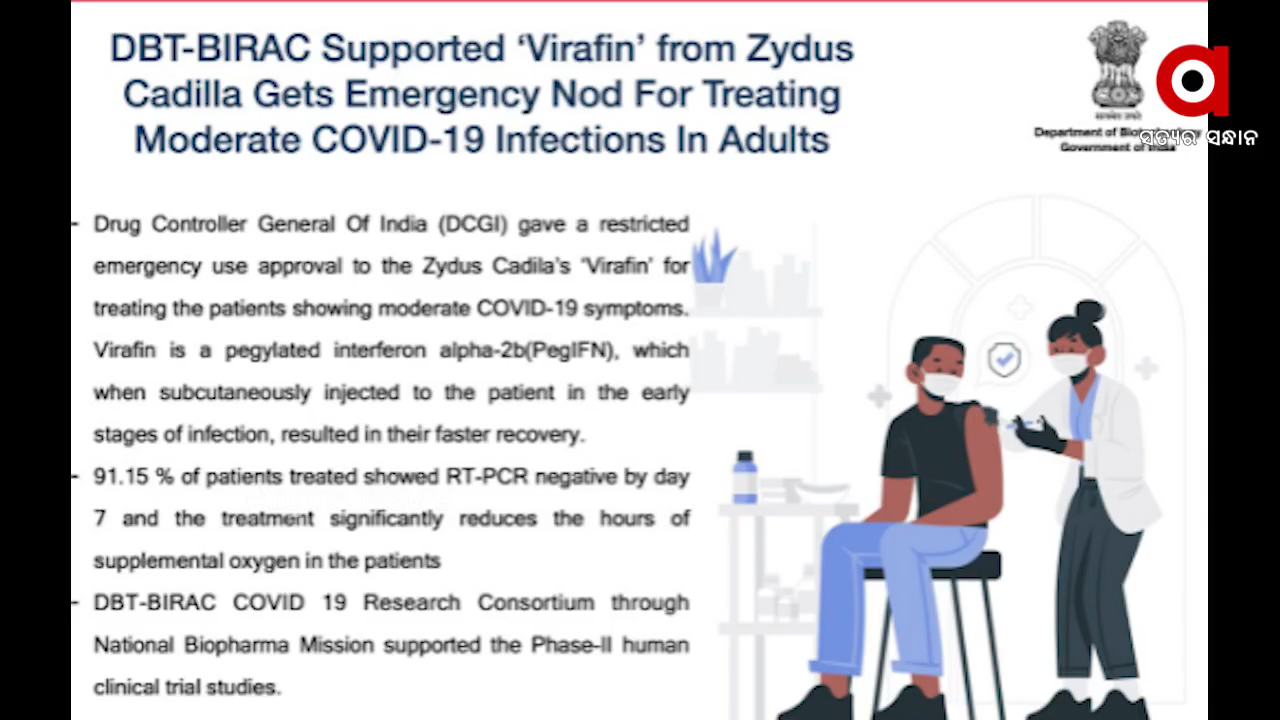 DBT-BIRAC Supported ‘Virafin’ from Zydus
Cadilla Gets Emergency Nod For Treating
Moderate COVID-19 Infections In Adults
Department of
Government of India
ସତ୍ୟର ସନ୍ଧାନ
- Drug Controller General Of India (DCGI) gave a restricted
emergency use approval to the Zydus Cadila’s ‘Virafin’ for
treating the patients showing moderate COVID-19 symptoms.
Virafin is a pegylated interferon alpha-2b(PegIFN), which
when subcutaneously injected to the patient in the early
stages of infection, resulted in their faster recovery.
- 91.15 % of patients treated showed RT-PCR negative by day
7 and the treatment significantly reduces the hours of
supplemental oxygen in the patients
- DBT-BIRAC COVID 19 Research Consortium through
National Biopharma Mission supported the Phase-II human
clinical trial studies.